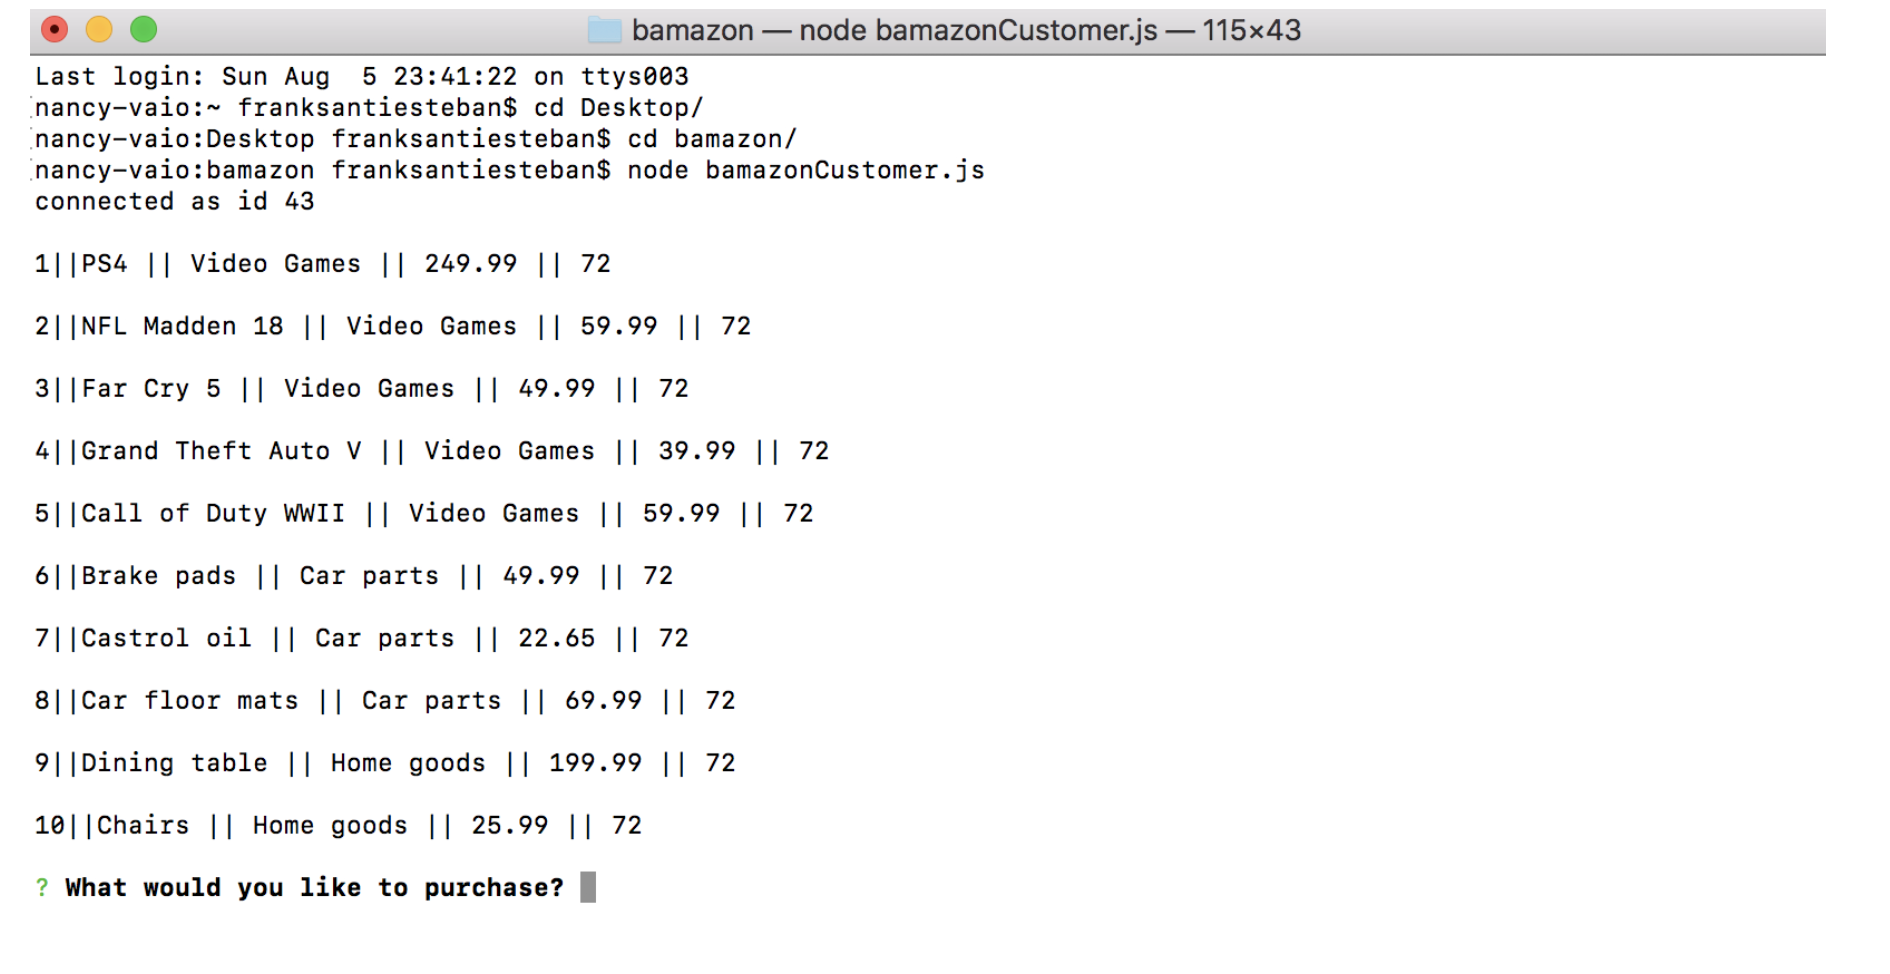 bamazon — node bamazonCustomer.js — 115×43
Last login: Sun Aug  5 23:41:22 on ttys003
nancy-vaio:~ franksantiesteban$ cd Desktop/
nancy-vaio:Desktop franksantiesteban$ cd bamazon/
nancy-vaio:bamazon franksantiesteban$ node bamazonCustomer.js
connected as id 43
1||PS4 || Video Games || 249.99 || 72
2||NFL Madden 18 || Video Games || 59.99 || 72
3||Far Cry 5 || Video Games || 49.99 || 72
4||Grand Theft Auto V || Video Games || 39.99 || 72
5||Call of Duty WWII || Video Games || 59.99 || 72
6||Brake pads || Car parts || 49.99 || 72
7||Castrol oil || Car parts || 22.65 || 72
8||Car floor mats || Car parts || 69.99 || 72
9||Dining table || Home goods || 199.99 || 72
10||Chairs || Home goods || 25.99 || 72
? What would you like to purchase?